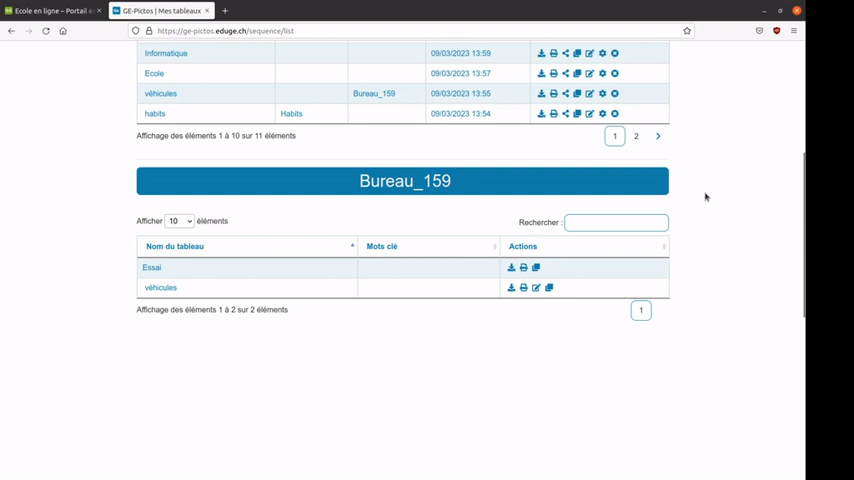 Ecole en ligne – Portail
GE-Pictos | Mes tableaux
https://ge-pictos.eduge.ch/sequence/list
Informatique 09/03/2023 13:59
Ecole 09/03/2023 13:57
véhicules Bureau_159 09/03/2023 13:55
habits Habits 09/03/2023 13:54
Affichage des éléments 1 à 10 sur 11 éléments 1 2
Bureau_159
Afficher 10 éléments Rechercher :
Nom du tableau Mots clé Actions
Essai
véhicules
Affichage des éléments 1 à 2 sur 2 éléments 1